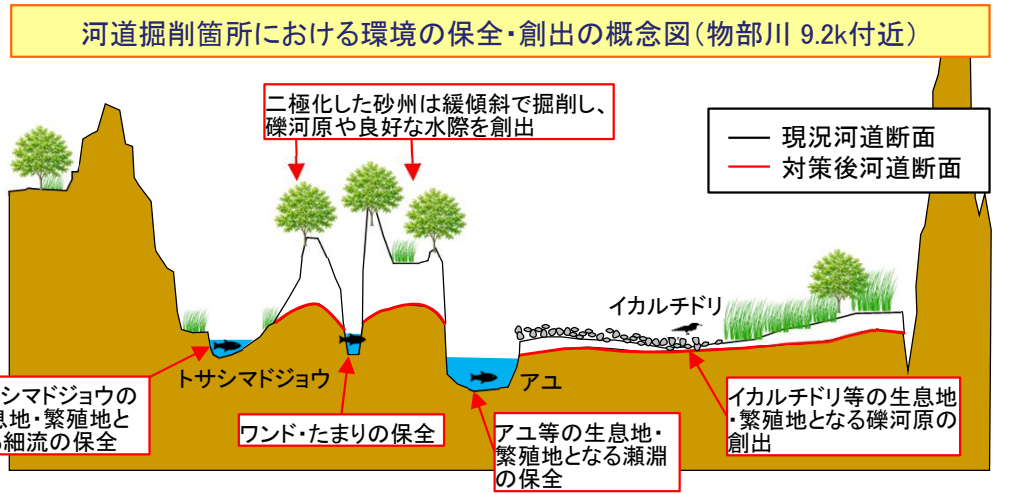 河道掘削箇所における環境の保全・創出の概念図(物部川 9.2k付近)
二極化した砂州は緩傾斜で掘削し、
礫河原や良好な水際を創出
現況河道断面
対策後河道断面
イカルチドリ
トサシマドジョウ
アユ
シマドジョウの
息地・繁殖地と
細流の保全
ワンド・たまりの保全
アユ等の生息地・
繁殖地となる瀬淵
の保全
イカルチドリ等の生息地
・繁殖地となる礫河原の
創出